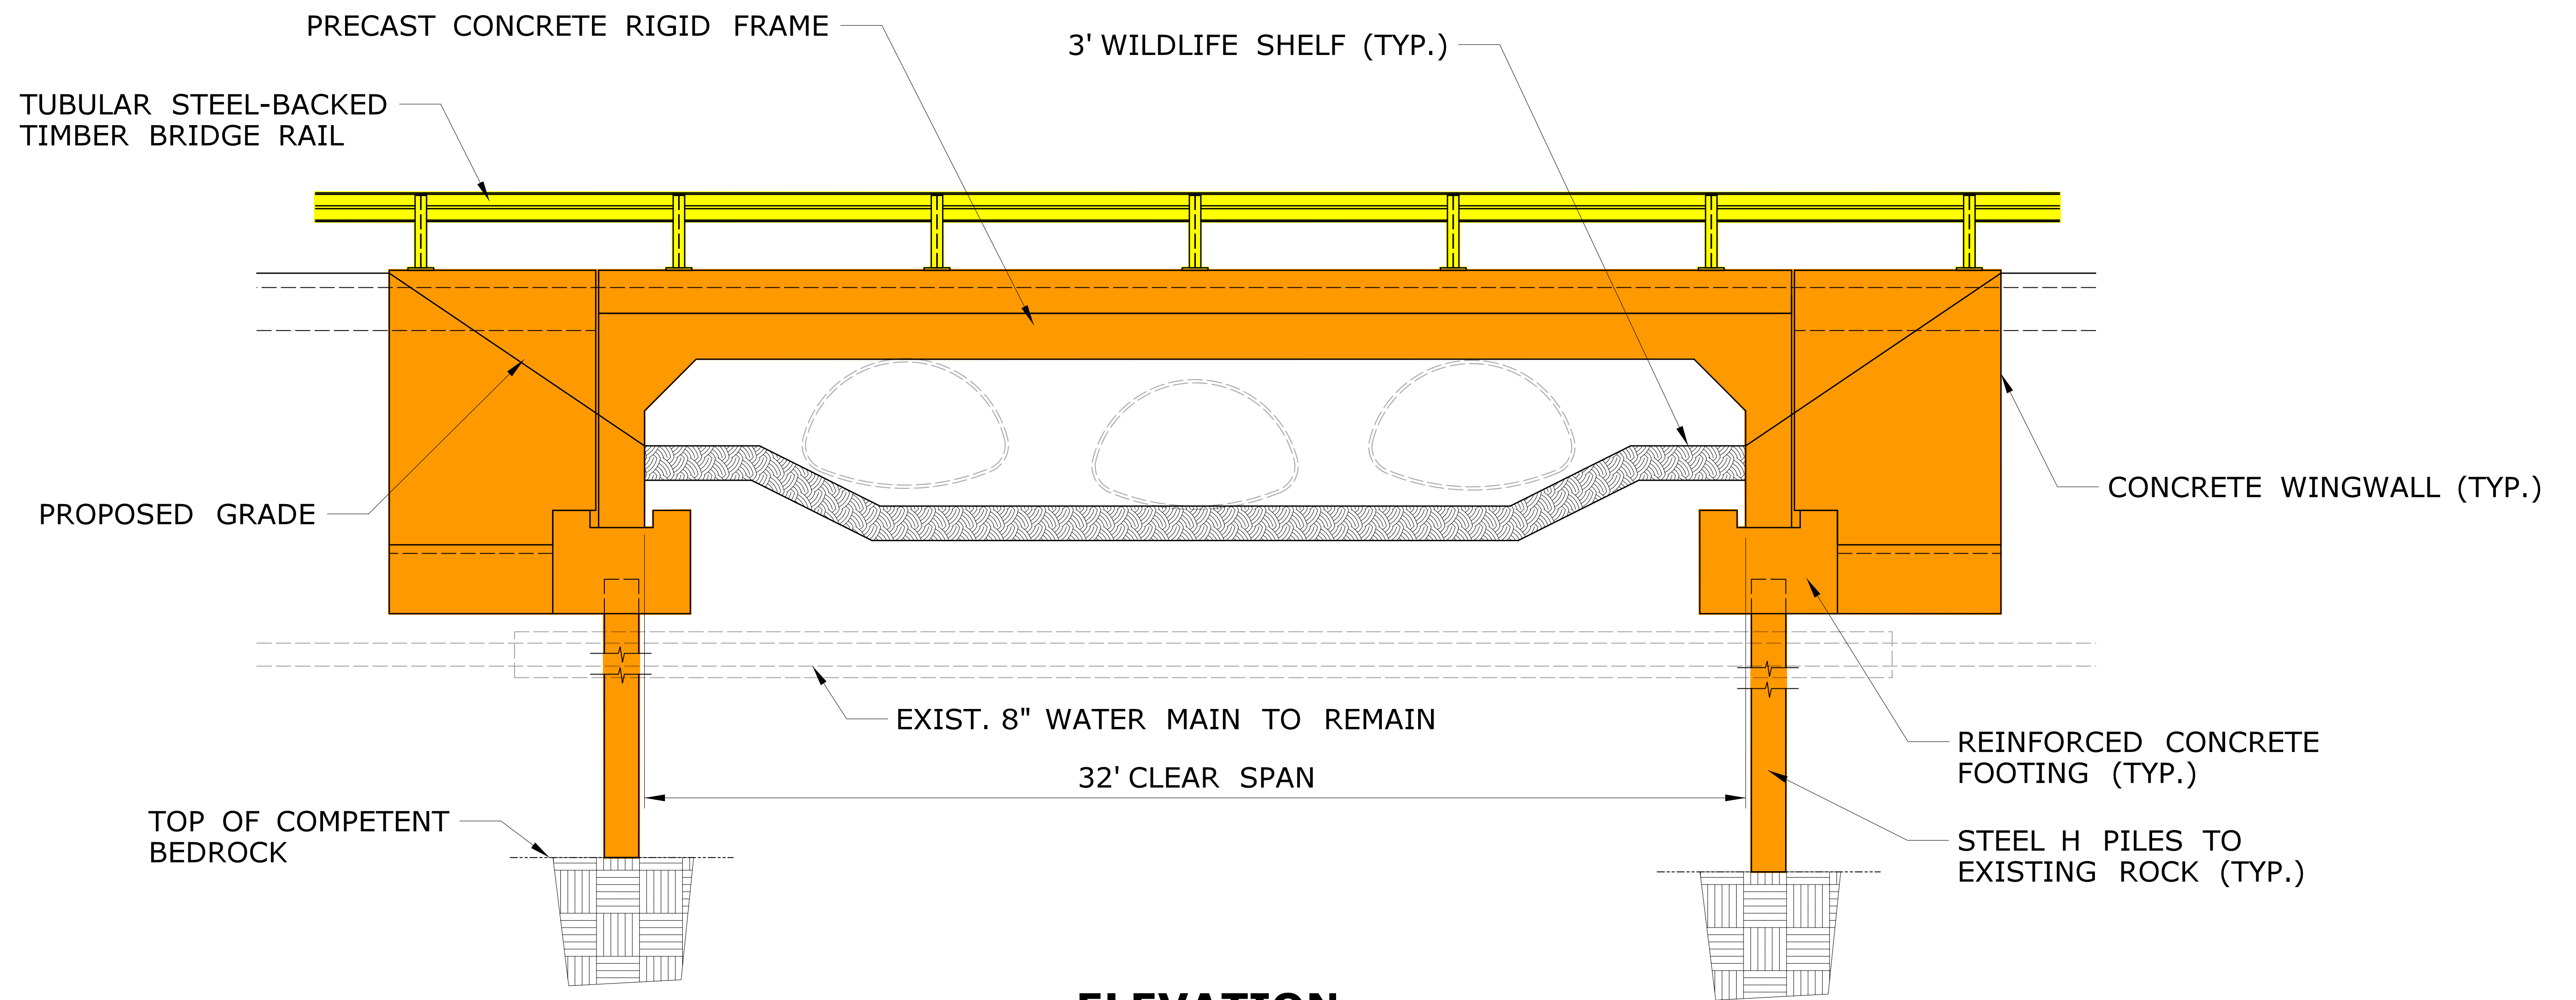 PRECAST CONCRETE RIGID FRAME
3' WILDLIFE SHELF (TYP.)
TUBULAR STEEL-BACKED
TIMBER BRIDGE RAIL
PROPOSED GRADE
CONCRETE WINGWALL (TYP.)
EXIST. 8" WATER MAIN TO REMAIN
32' CLEAR SPAN
REINFORCED CONCRETE
FOOTING (TYP.)
TOP OF COMPETENT
BEDROCK
STEEL H PILES TO
EXISTING ROCK (TYP.)
ELEVATION